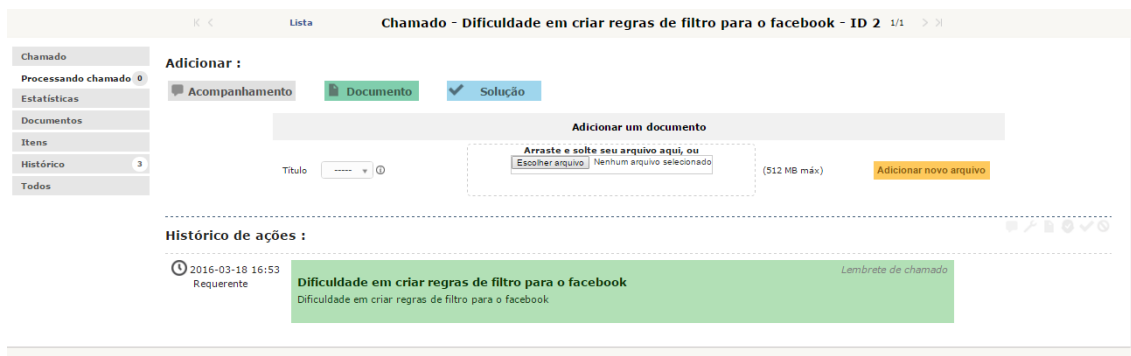 Lista Chamado - Dificuldade em criar regras de filtro para o facebook - ID 2 1/1
Chamado
Processando chamado 0
Estatísticas
Documentos
Itens
Histórico 3
Todos
Adicionar :
Acompanhamento Documento Solução
Adicionar um documento
Arraste e solte seu arquivo aqui, ou
Escolher arquivo Nenhum arquivo selecionado
Título ----- (512 MB máx) Adicionar novo arquivo
Histórico de ações :
2016-03-18 16:53
Requerente
Lembrete de chamado
Dificuldade em criar regras de filtro para o facebook
Dificuldade em criar regras de filtro para o facebook